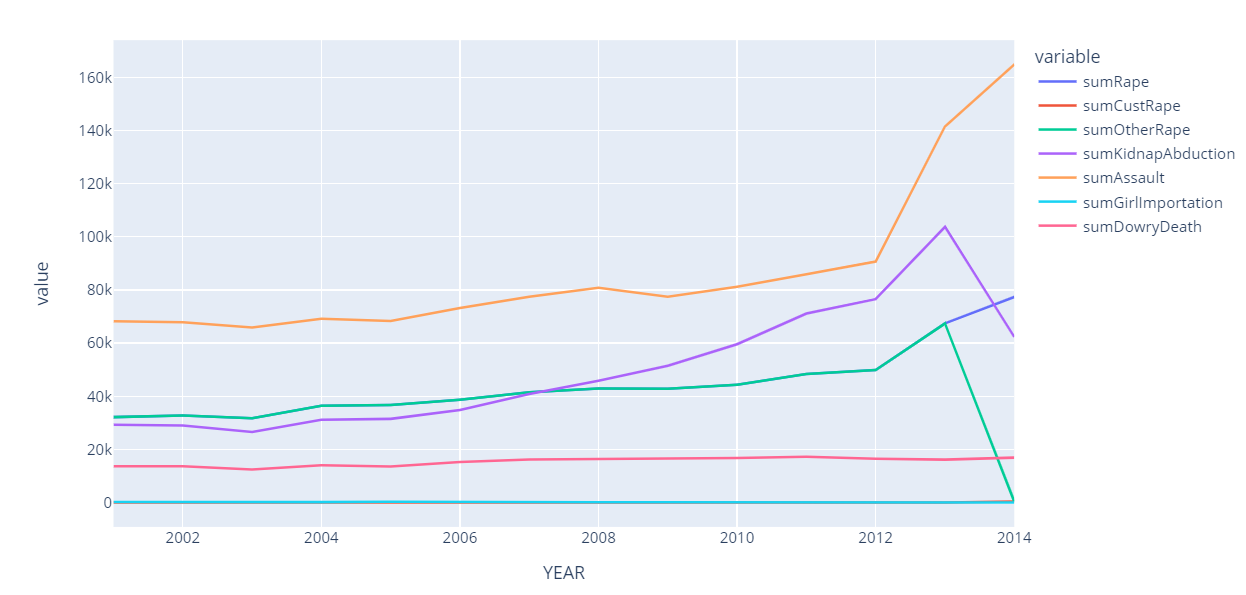 variable
sumRape
sumCustRape
sumOtherRape
sumKidnapAbduction
sumAssault
sumGirlImportation
sumDowryDeath
value
160k
140k
120k
100k
80k
60k
40k
20k
0
2002 2004 2006 2008 2010 2012 2014
YEAR